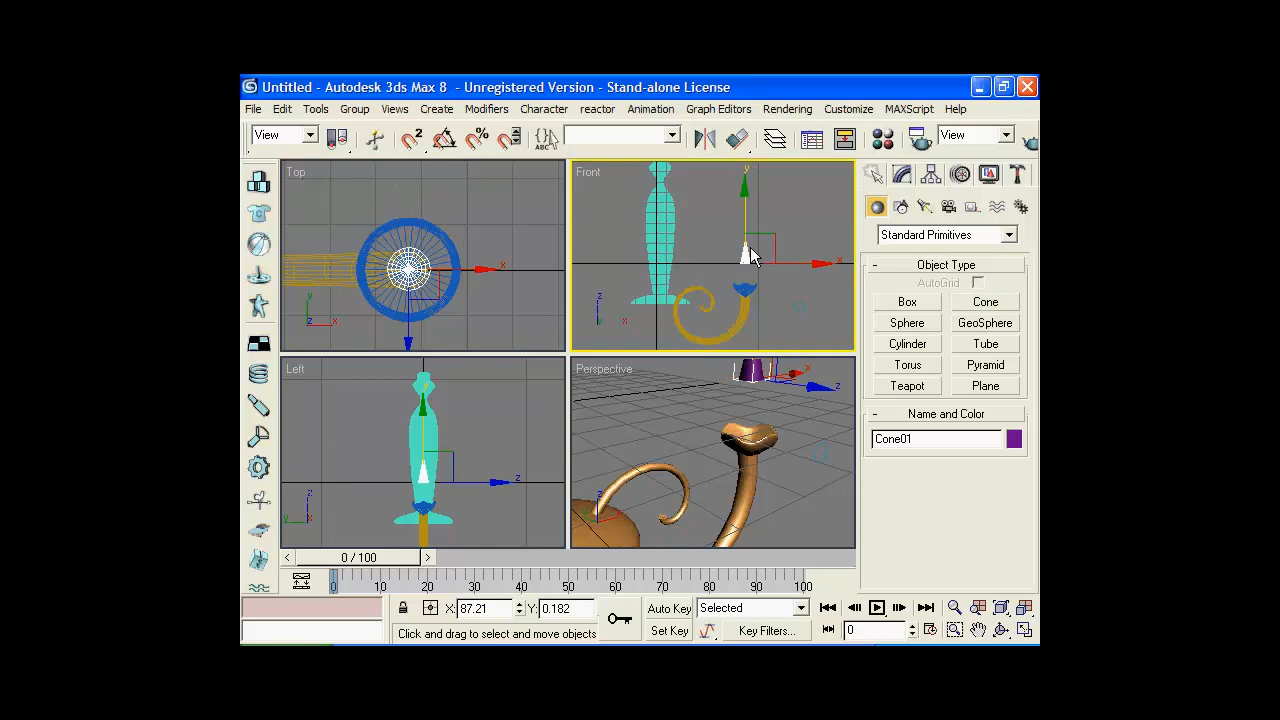 Untitled - Autodesk 3ds Max 8 - Unregistered Version - Stand-alone License
File Edit Tools Group Views Create Modifiers Character reactor Animation Graph Editors Rendering Customize MAXScript Help
View 2 % ABC View
Top
Front
Standard Primitives
- Object Type
AutoGrid
Box Cone
Sphere GeoSphere
Cylinder Tube
Torus Pyramid
Teapot Plane
Left
Perspective
- Name and Color
Cone01
< 0 / 100 >
0 10 20 30 40 50 60 70 80 90 100
X: 87.21 Y: 0.182 Auto Key Selected
Click and drag to select and move objects Set Key Key Filters... 0